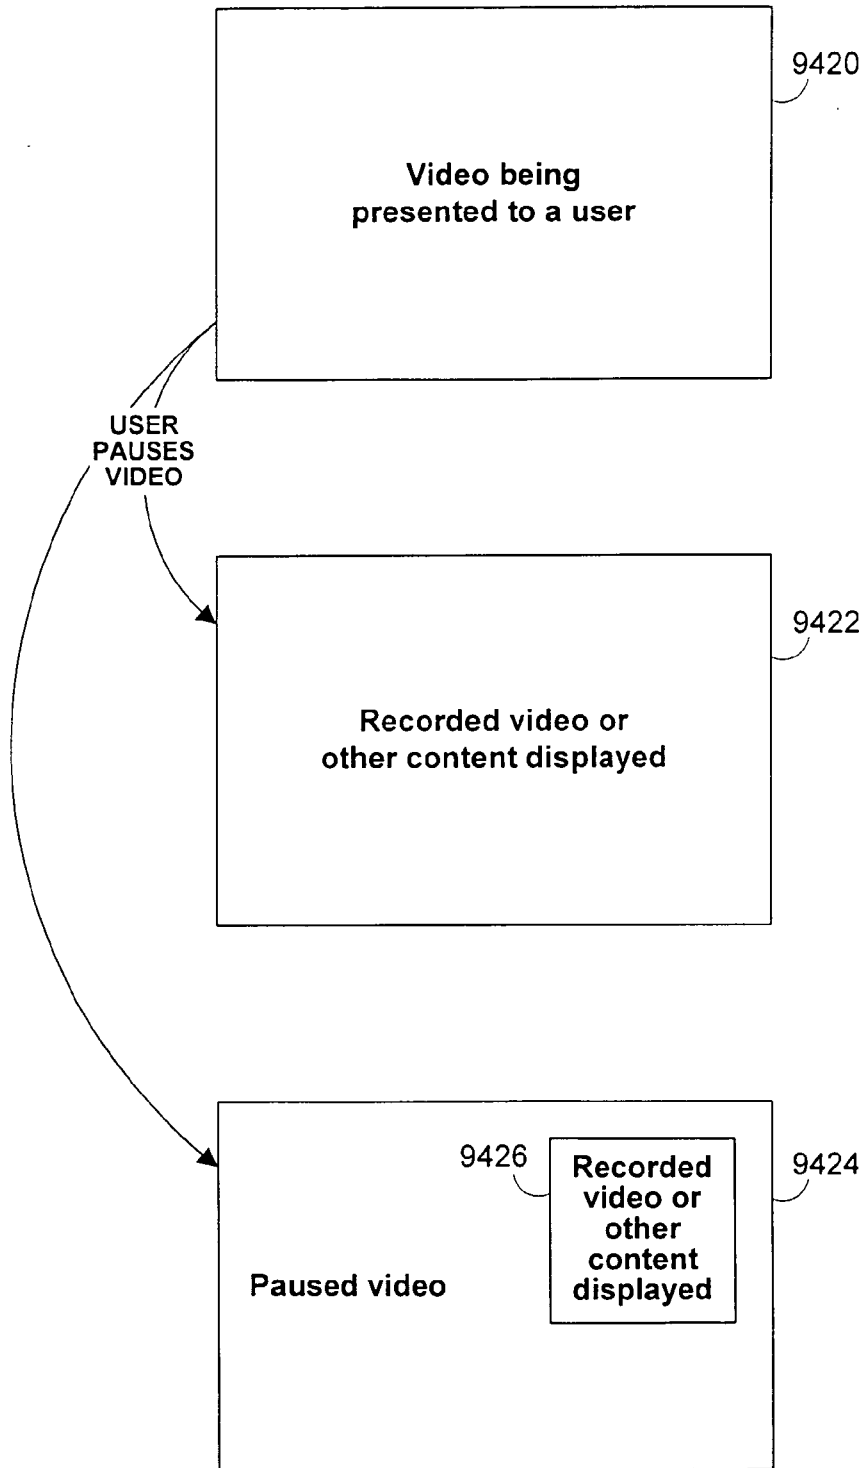 9420
Video being
presented to a user
USER
PAUSES
VIDEO
9422
Recorded video or
other content displayed
9426
9424
Recorded
video or
other
content
displayed
Paused video